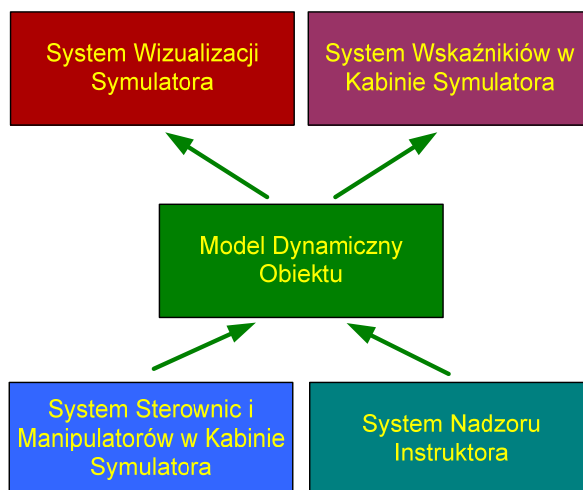 System Wizualizacji
Symulatora
System Wskaźników w
Kabinie Symulatora
Model Dynamiczny
Obiektu
System Sterownic i
Manipulatorów w Kabinie
Symulatora
System Nadzoru
Instruktora